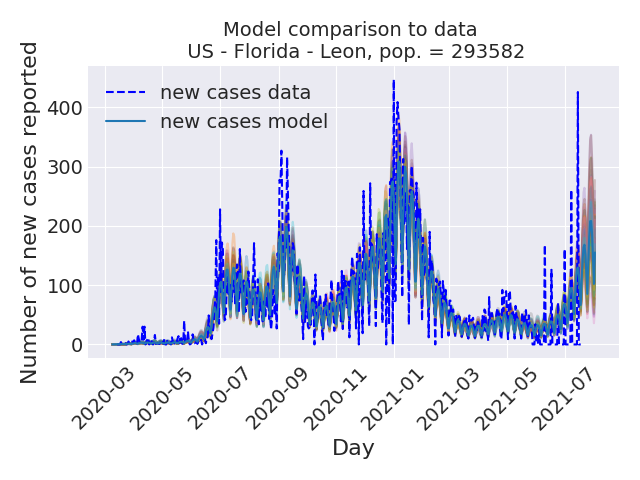 Model comparison to data
US - Florida - Leon, pop. = 293582
Number of new cases reported
400
300
200
100
0
new cases data
new cases model
2020-03
2020-05
2020-07
2020-09
2020-11
2021-01
2021-03
2021-05
2021-07
Day